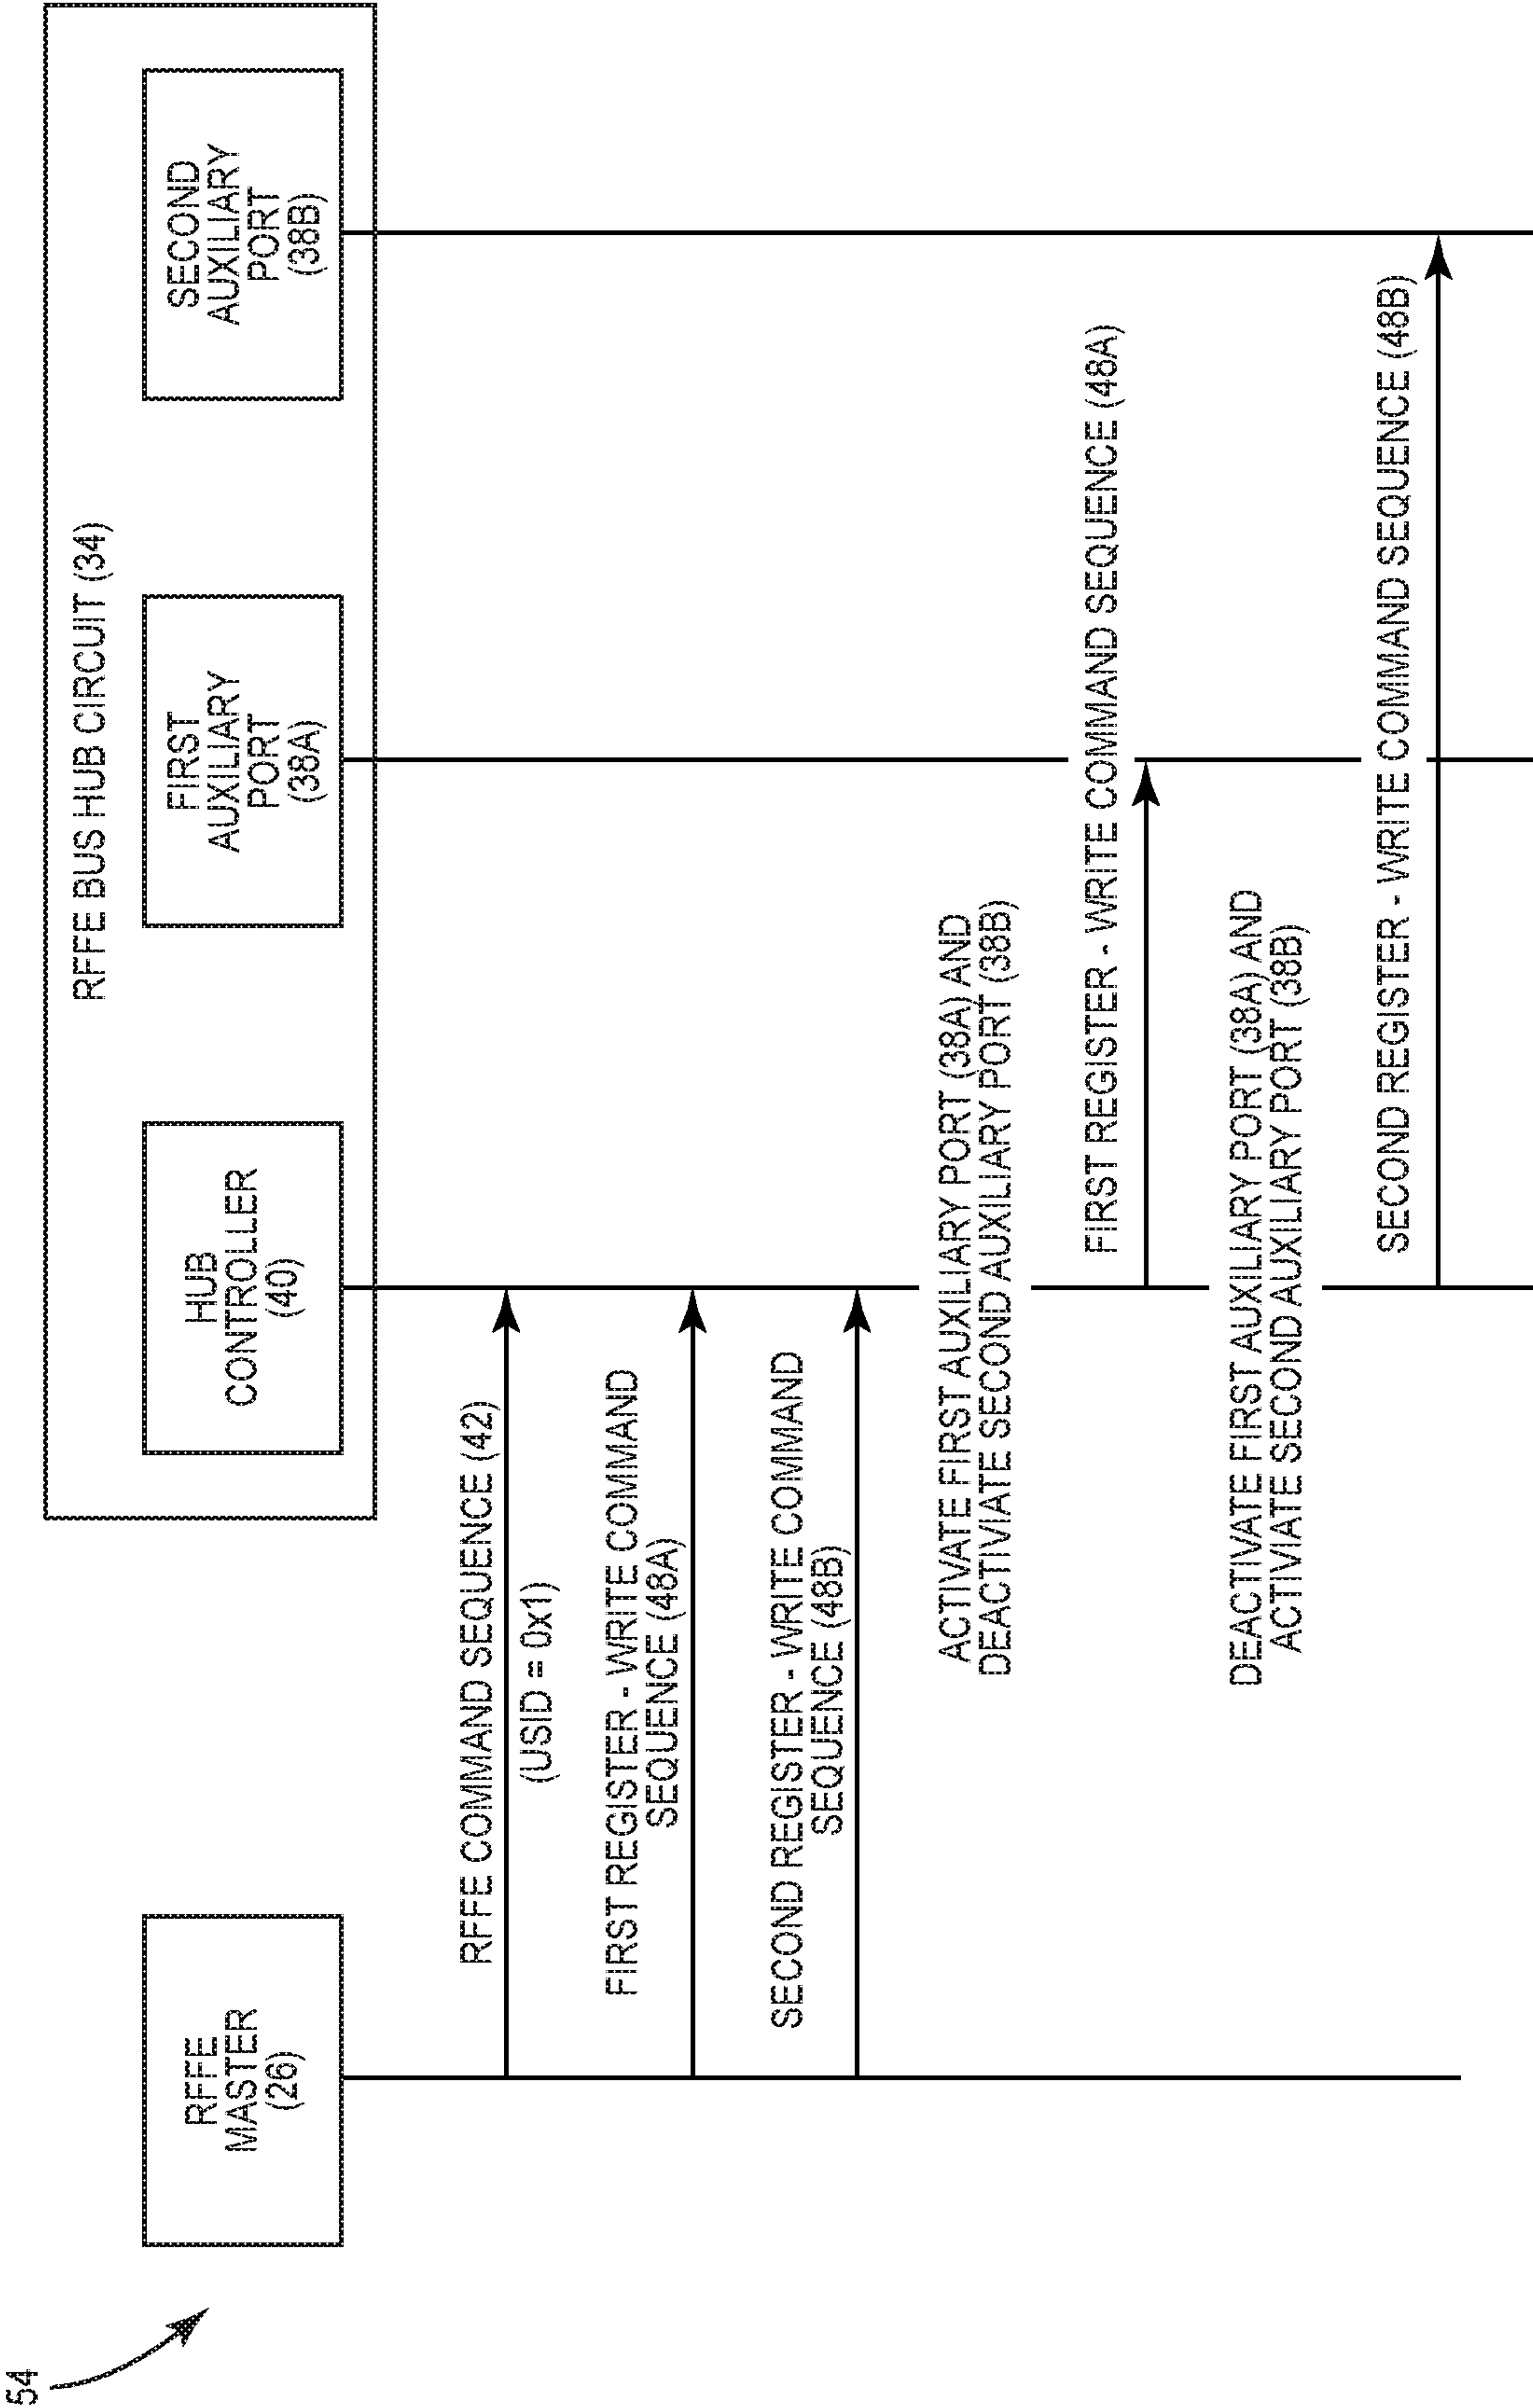 54
RFFE BUS HUB CIRCUIT (34)
RFFE
MASTER
(26)
HUB
CONTROLLER
(40)
FIRST
AUXILIARY
PORT
(38A)
SECOND
AUXILIARY
PORT
(38B)
RFFE COMMAND SEQUENCE (42)
(USID = 0x1)
FIRST REGISTER - WRITE COMMAND
SEQUENCE (48A)
SECOND REGISTER - WRITE COMMAND
SEQUENCE (48B)
ACTIVATE FIRST AUXILIARY PORT (38A) AND
DEACTIVIATE SECOND AUXILIARY PORT (38B)
FIRST REGISTER - WRITE COMMAND SEQUENCE (48A)
DEACTIVATE FIRST AUXILIARY PORT (38A) AND
ACTIVIATE SECOND AUXILIARY PORT (38B)
SECOND REGISTER - WRITE COMMAND SEQUENCE (48B)